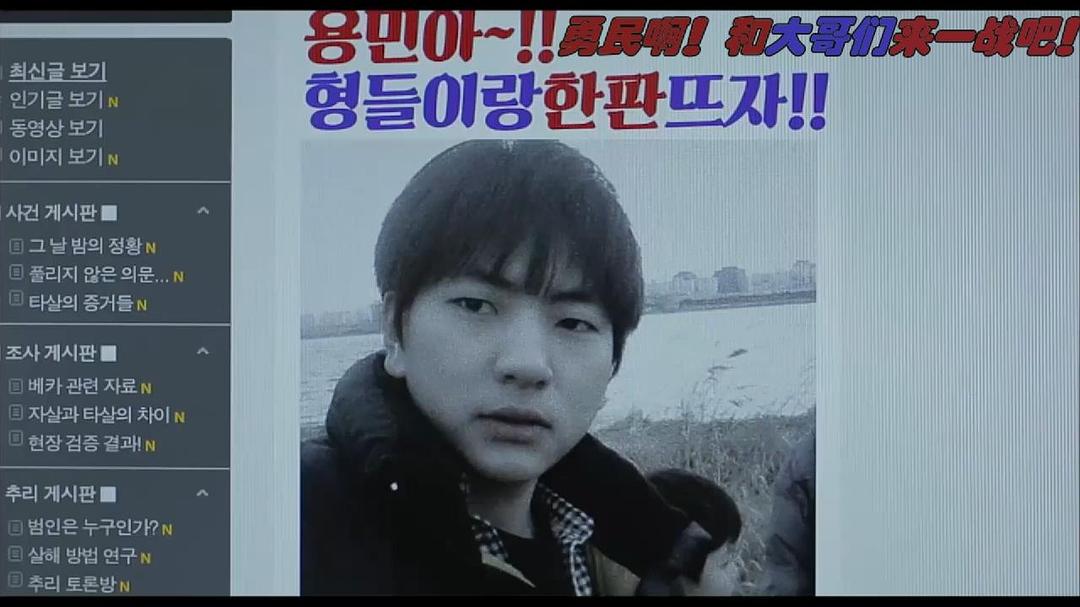 용민아~!!
勇民啊！和大哥们来一战吧！
형들이랑한판뜨자!!
최신글 보기
인기글 보기 N
동영상 보기
이미지 보기 N
사건 게시판
그 날 밤의 정황 N
풀리지 않은 의문... N
타살의 증거들 N
조사 게시판
베카 관련 자료 N
자살과 타살의 차이 N
현장 검증 결과! N
추리 게시판
범인은 누구인가? N
살해 방법 연구 N
추리 토론방 N